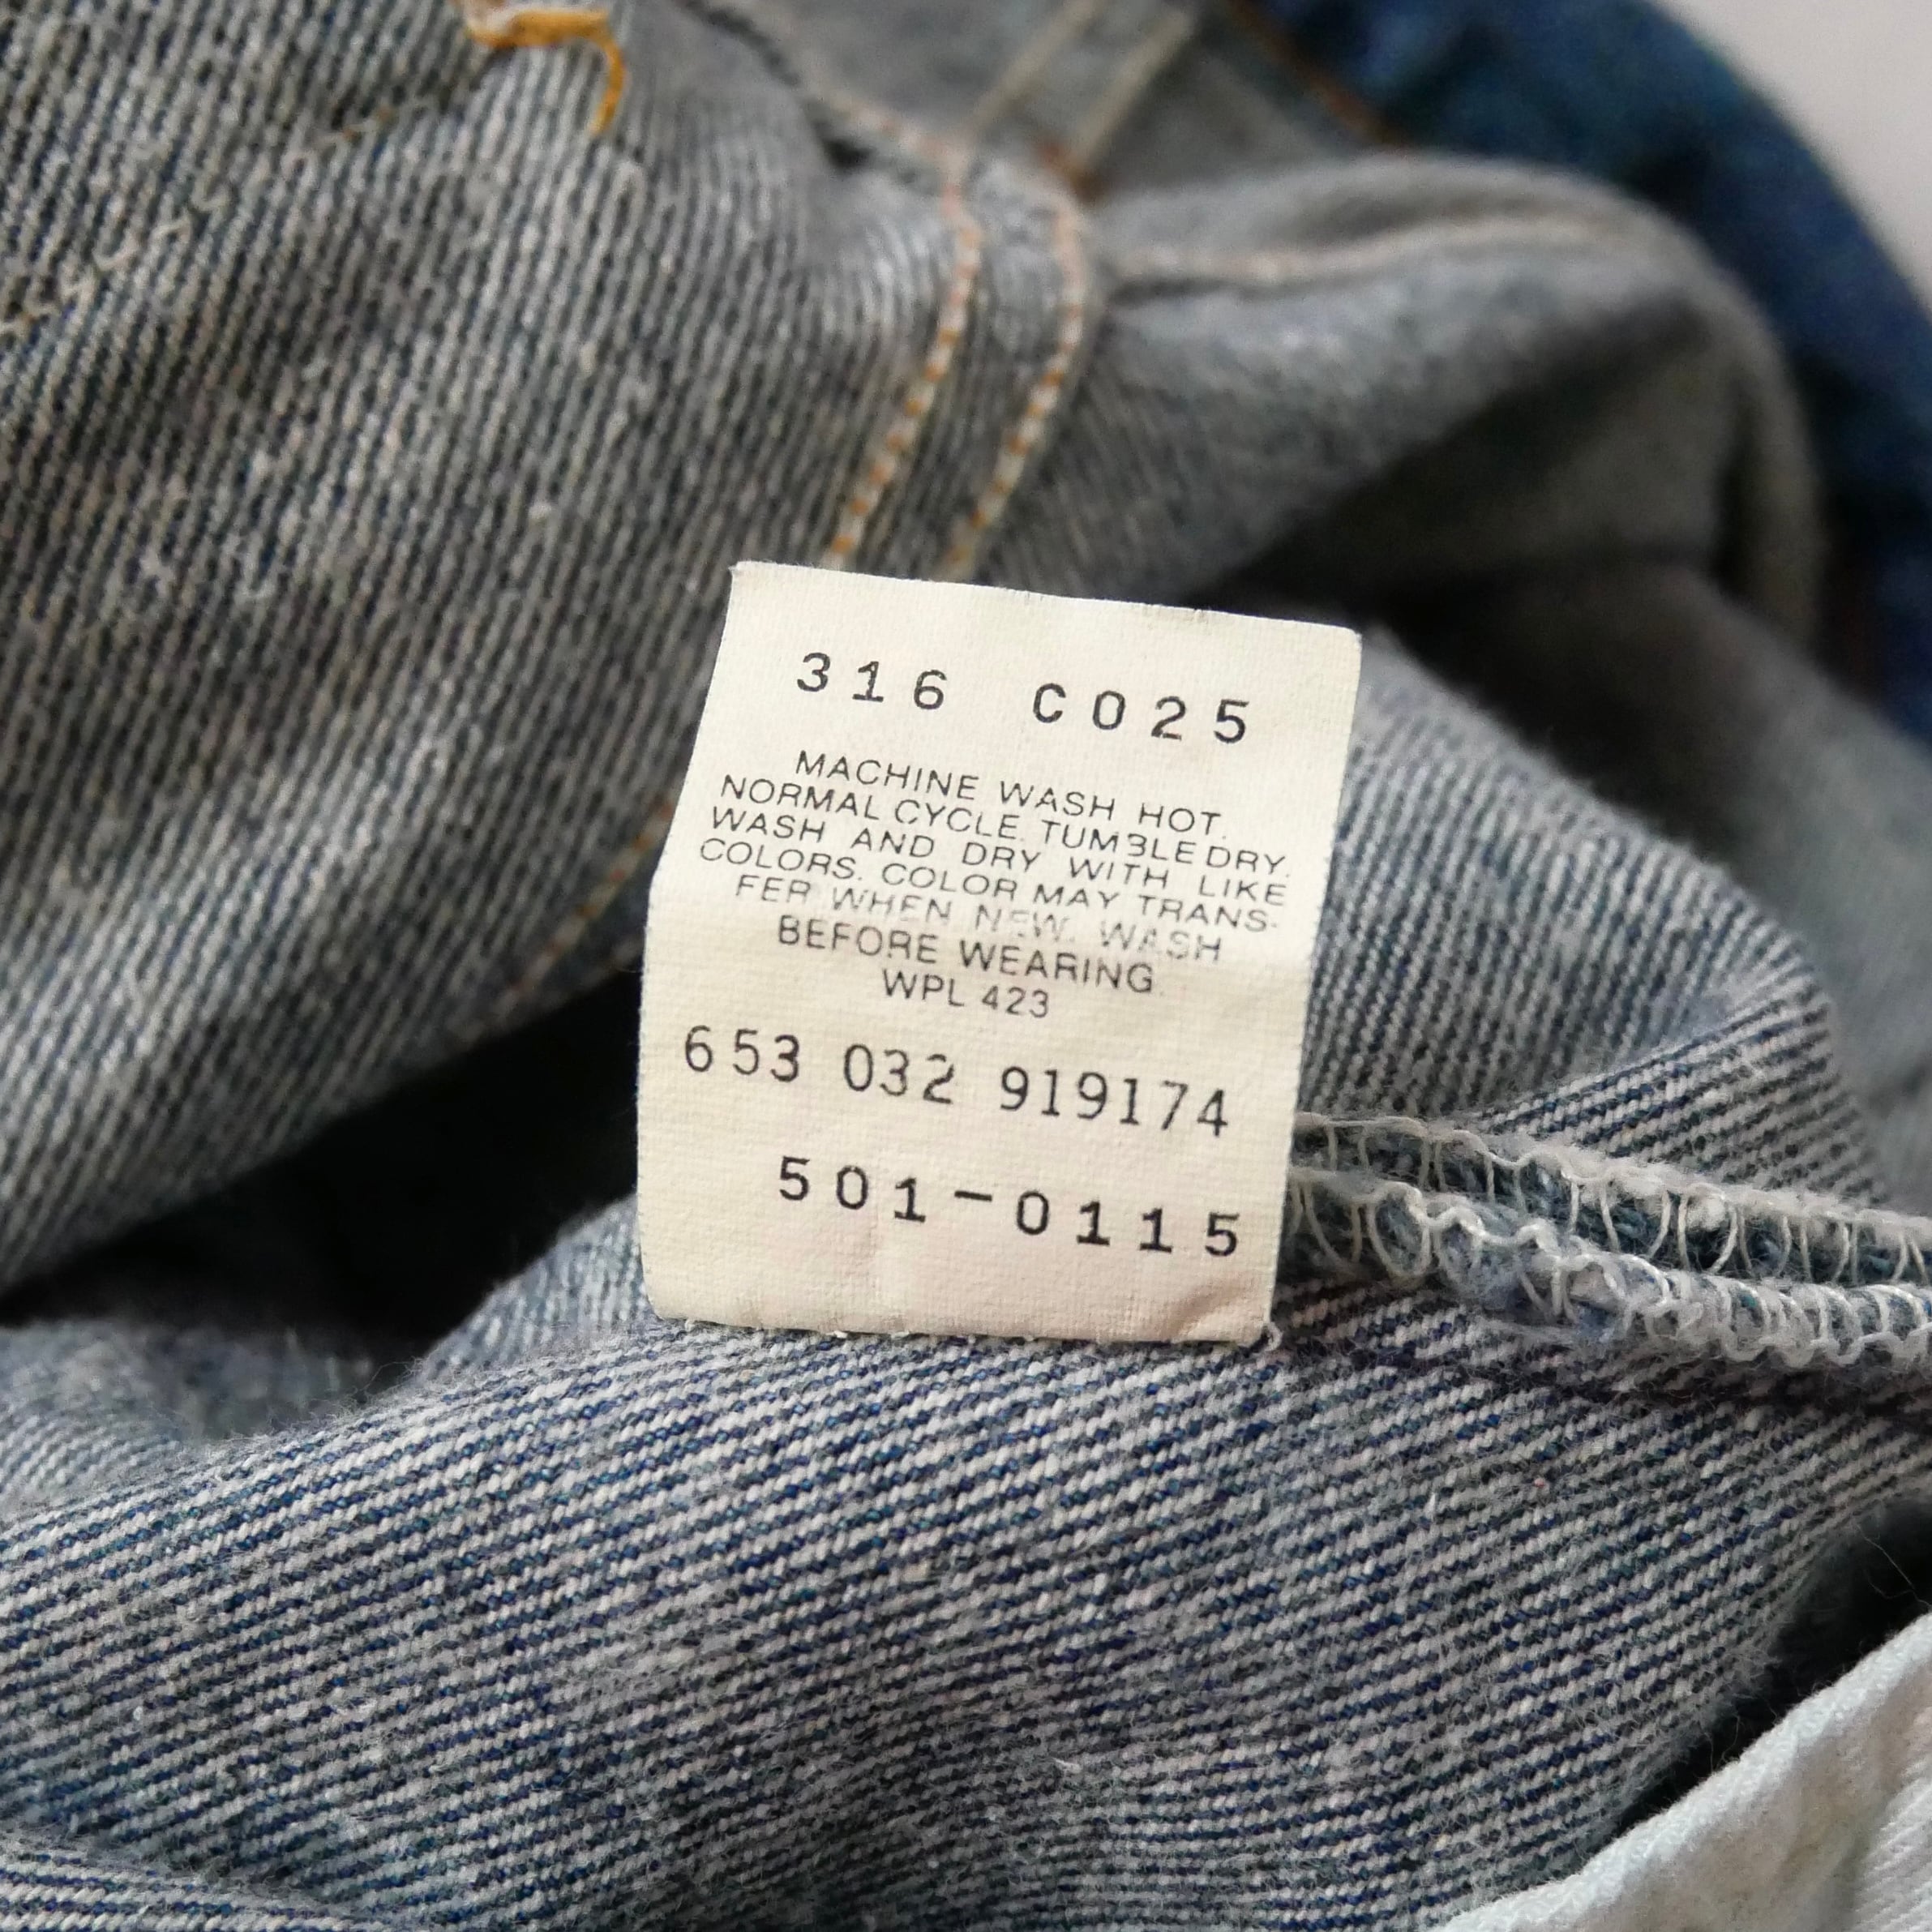 316 C025
MACHINE WASH HOT.
NORMAL CYCLE. TUMBLE DRY.
WASH AND DRY WITH LIKE
COLORS. COLOR MAY TRANS-
FER WHEN NEW. WASH
BEFORE WEARING.
WPL 423
653 032 919174
501-0115